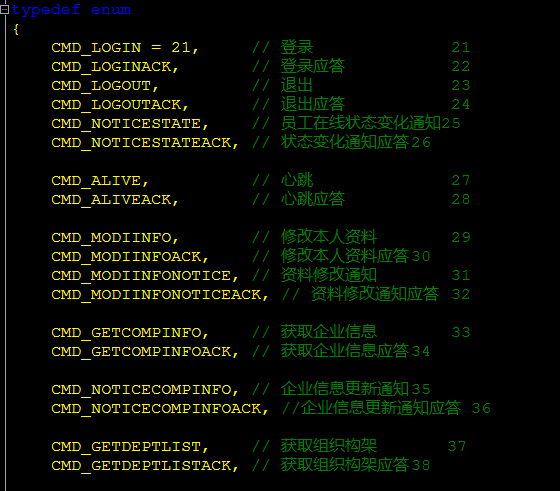 typedef enum
{
CMD_LOGIN = 21, // 登录 21
CMD_LOGINACK, // 登录应答 22
CMD_LOGOUT, // 退出 23
CMD_LOGOUTACK, // 退出应答 24
CMD_NOTICESTATE, // 员工在线状态变化通知25
CMD_NOTICESTATEACK, // 状态变化通知应答26
CMD_ALIVE, // 心跳 27
CMD_ALIVEACK, // 心跳应答 28
CMD_MODIINFO, // 修改本人资料 29
CMD_MODIINFOACK, // 修改本人资料应答30
CMD_MODIINFONOTICE, // 资料修改通知 31
CMD_MODIINFONOTICEACK, // 资料修改通知应答 32
CMD_GETCOMPINFO, // 获取企业信息 33
CMD_GETCOMPINFOACK, // 获取企业信息应答34
CMD_NOTICECOMPINFO, // 企业信息更新通知35
CMD_NOTICECOMPINFOACK, //企业信息更新通知应答 36
CMD_GETDEPTLIST, // 获取组织构架 37
CMD_GETDEPTLISTACK, // 获取组织构架应答38